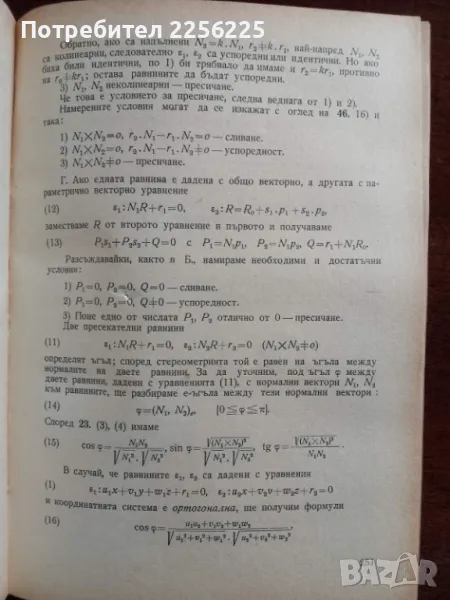 Потребител 2256225
Обратно, ако са изпълнени N₂=k.N₁, r₂≠k.r₁, най-напред N₁, N₂
са колинеарни, следователно ε₁, ε₂ са успоредни или идентични. Но ако
биха били идентични, по 1) би трябвало да имаме и r₂=kr₁, противно
на r₂≠kr₁; остава равнините да бъдат успоредни.
3) N₁, N₂ неколинеарни — пресичане.
Че това е условието за пресичане, следва веднага от 1) и 2).
Намерените условия могат да се изкажат с оглед на 46. 16) и
така:
1) N₁×N₂=o, r₂.N₁—r₁.N₂=o — сливане.
2) N₁×N₂=o, r₂.N₁—r₁.N₂≠o — успоредност.
3) N₁×N₂≠o — пресичане.
Г. Ако едната равнина е дадена с общо векторно, а другата с па-
раметрично векторно уравнение
(12) ε₁:N₁R+r₁=0, ε₂:R=R₀+s₁.p₁+s₂.p₂,
заместваме R от второто уравнение в първото и получаваме
(13) P₁s₁+P₂s₂+Q=0 с P₁=N₁p₁, P₂=N₁p₂, Q=r₁+N₁R₀.
Разсъждавайки, както в Б., намираме необходими и достатъчни
условия:
1) P₁=0, P₂=0, Q=0 — сливане.
2) P₁=0, P₂=0, Q≠0 — успоредност.
3) Поне едно от числата P₁, P₂ отлично от 0 — пресичане.
Две пресекателни равнини
(11) ε₁:N₁R+r₁=0, ε₂:N₂R+r₂=0 (N₁×N₂≠o)
определят ъгъл; според стереометрията той е равен на ъгъла между
нормалите на двете равнини. За да уточним, под ъгъл φ между
двете равнини, дадени с уравненията (11), с нормални вектори N₁, N₂
към равнините, ще разбираме е-ъгъла между тези нормални вектори:
(14) φ=(N₁, N₂)ₑ, [0≦φ≦π].
Според 23. (3), (4) имаме
(15) cos φ= N₁N₂ / √N₁².√N₂², sin φ= √(N₁×N₂)² / √N₁².√N₂², tg φ= √(N₁×N₂)² / N₁N₂.
В случай, че равнините ε₁, ε₂ са дадени с уравнения
(1) ε₁:u₁x+v₁y+w₁z+r₁=0, ε₂:u₂x+v₂y+w₂z+r₂=0
и координатната система е ортогонална, ще получим формули
(16) cos φ= u₁u₂+v₁v₂+w₁w₂ / √u₁²+v₁²+w₁².√u₂²+v₂²+w₂²,
bazar.bg